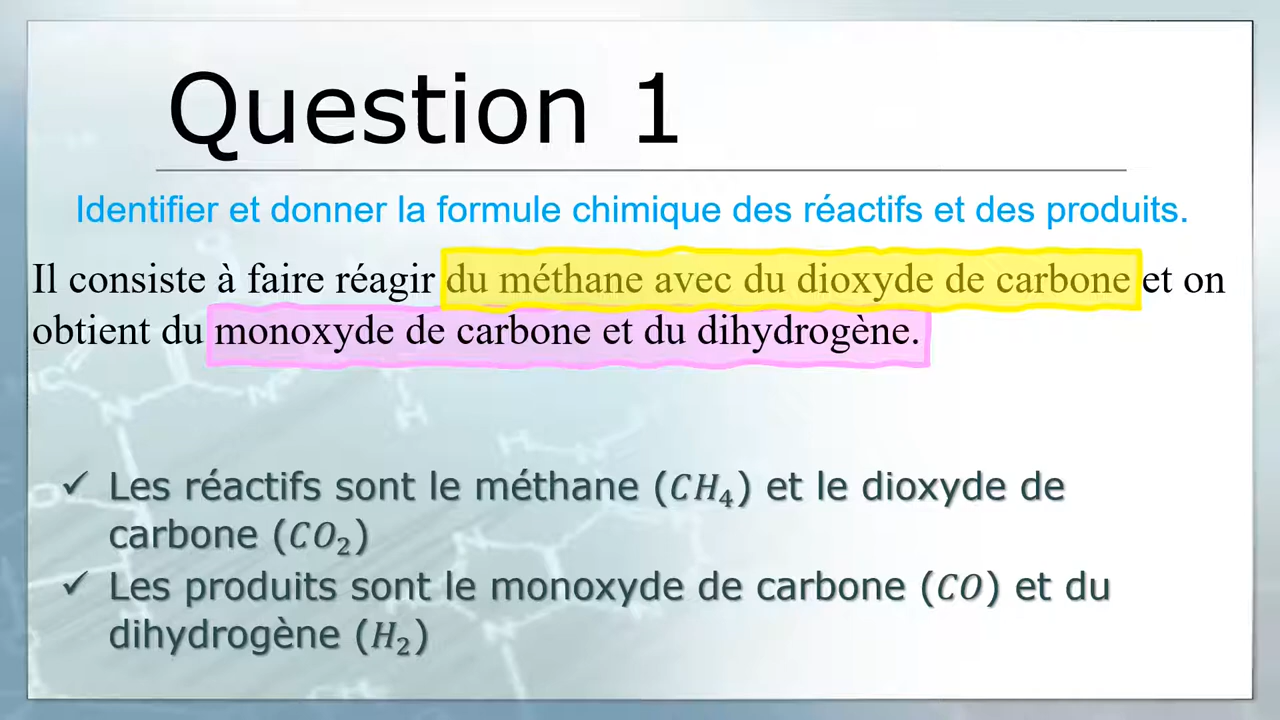 Question 1
Identifier et donner la formule chimique des réactifs et des produits.
Il consiste à faire réagir du méthane avec du dioxyde de carbone et on
obtient du monoxyde de carbone et du dihydrogène.
✓ Les réactifs sont le méthane (CH₄) et le dioxyde de
carbone (CO₂)
✓ Les produits sont le monoxyde de carbone (CO) et du
dihydrogène (H₂)